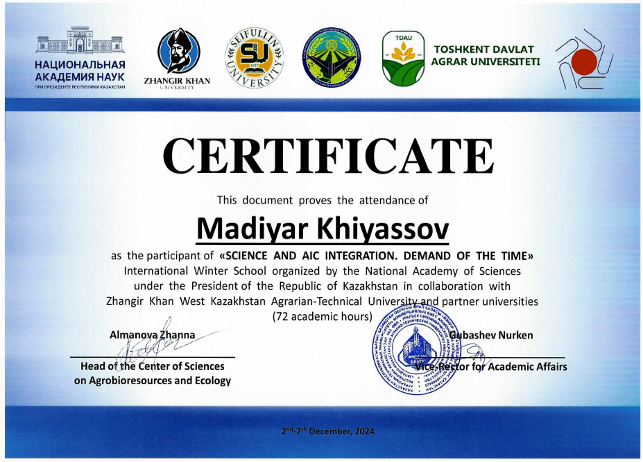 НАЦИОНАЛЬНАЯ
АКАДЕМИЯ НАУК
ПРИ ПРЕЗИДЕНТЕ РЕСПУБЛИКИ КАЗАХСТАН
ZHANGIR KHAN
UNIVERSITY
SEIFULLIN
UNIVERSITY
TDAU
TOSHKENT DAVLAT
AGRAR UNIVERSITETI
CERTIFICATE
This document proves the attendance of
Madiyar Khiyassov
as the participant of «SCIENCE AND AIC INTEGRATION. DEMAND OF THE TIME»
International Winter School organized by the National Academy of Sciences
under the President of the Republic of Kazakhstan in collaboration with
Zhangir Khan West Kazakhstan Agrarian-Technical University and partner universities
(72 academic hours)
Almanova Zhanna
Gubashev Nurken
Head of the Center of Sciences
on Agrobioresources and Ecology
Vice-Rector for Academic Affairs
2nd-7th December, 2024